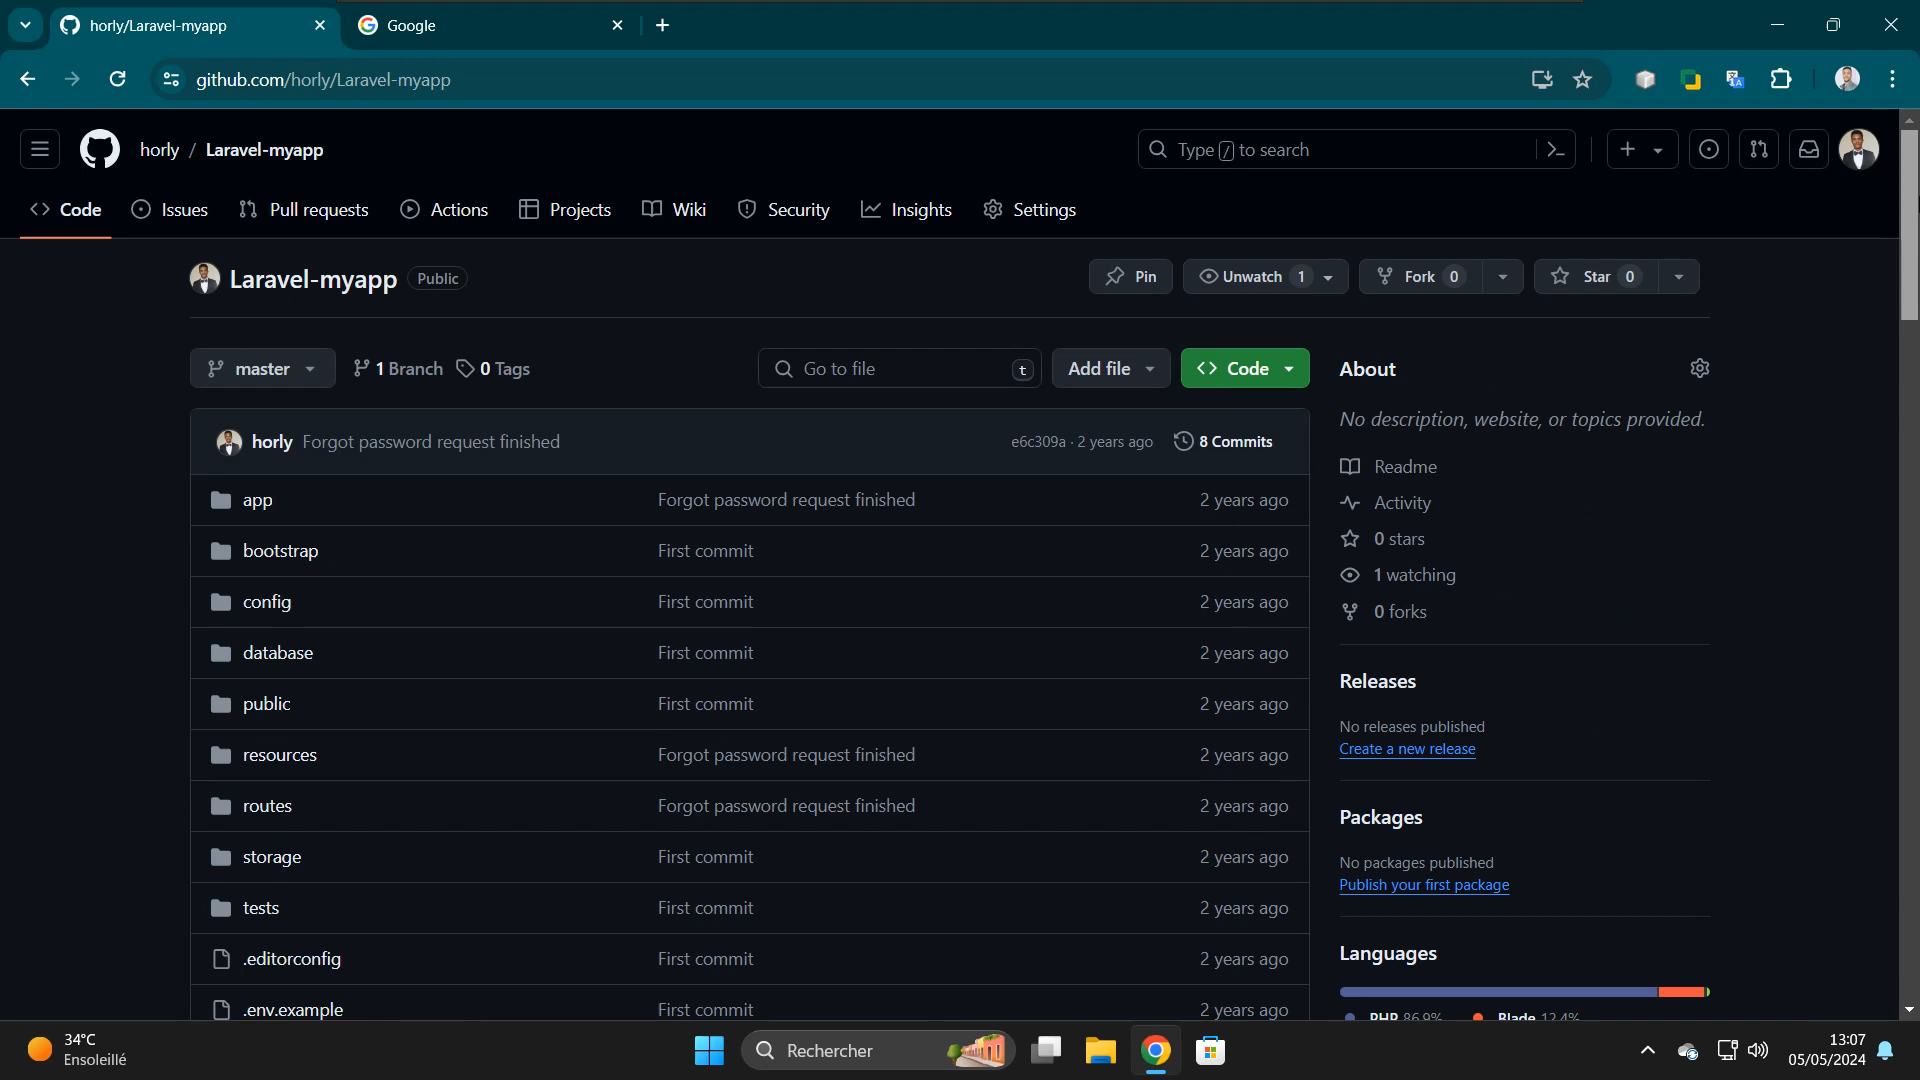 horly/Laravel-myapp
Google
github.com/horly/Laravel-myapp
horly / Laravel-myapp
Type / to search
Code
Issues
Pull requests
Actions
Projects
Wiki
Security
Insights
Settings
Laravel-myapp
Public
Pin
Unwatch 1
Fork 0
Star 0
master
1 Branch
0 Tags
Go to file
t
Add file
Code
About
No description, website, or topics provided.
horly Forgot password request finished
e6c309a · 2 years ago
8 Commits
Readme
app Forgot password request finished 2 years ago
Activity
bootstrap First commit 2 years ago
0 stars
config First commit 2 years ago
1 watching
0 forks
database First commit 2 years ago
Releases
public First commit 2 years ago
No releases published
Create a new release
resources Forgot password request finished 2 years ago
routes Forgot password request finished 2 years ago
Packages
storage First commit 2 years ago
No packages published
Publish your first package
tests First commit 2 years ago
.editorconfig First commit 2 years ago
Languages
.env.example First commit 2 years ago
PHP 86.9%
Blade 12.4%
34°C
Ensoleillé
Rechercher
13:07
05/05/2024